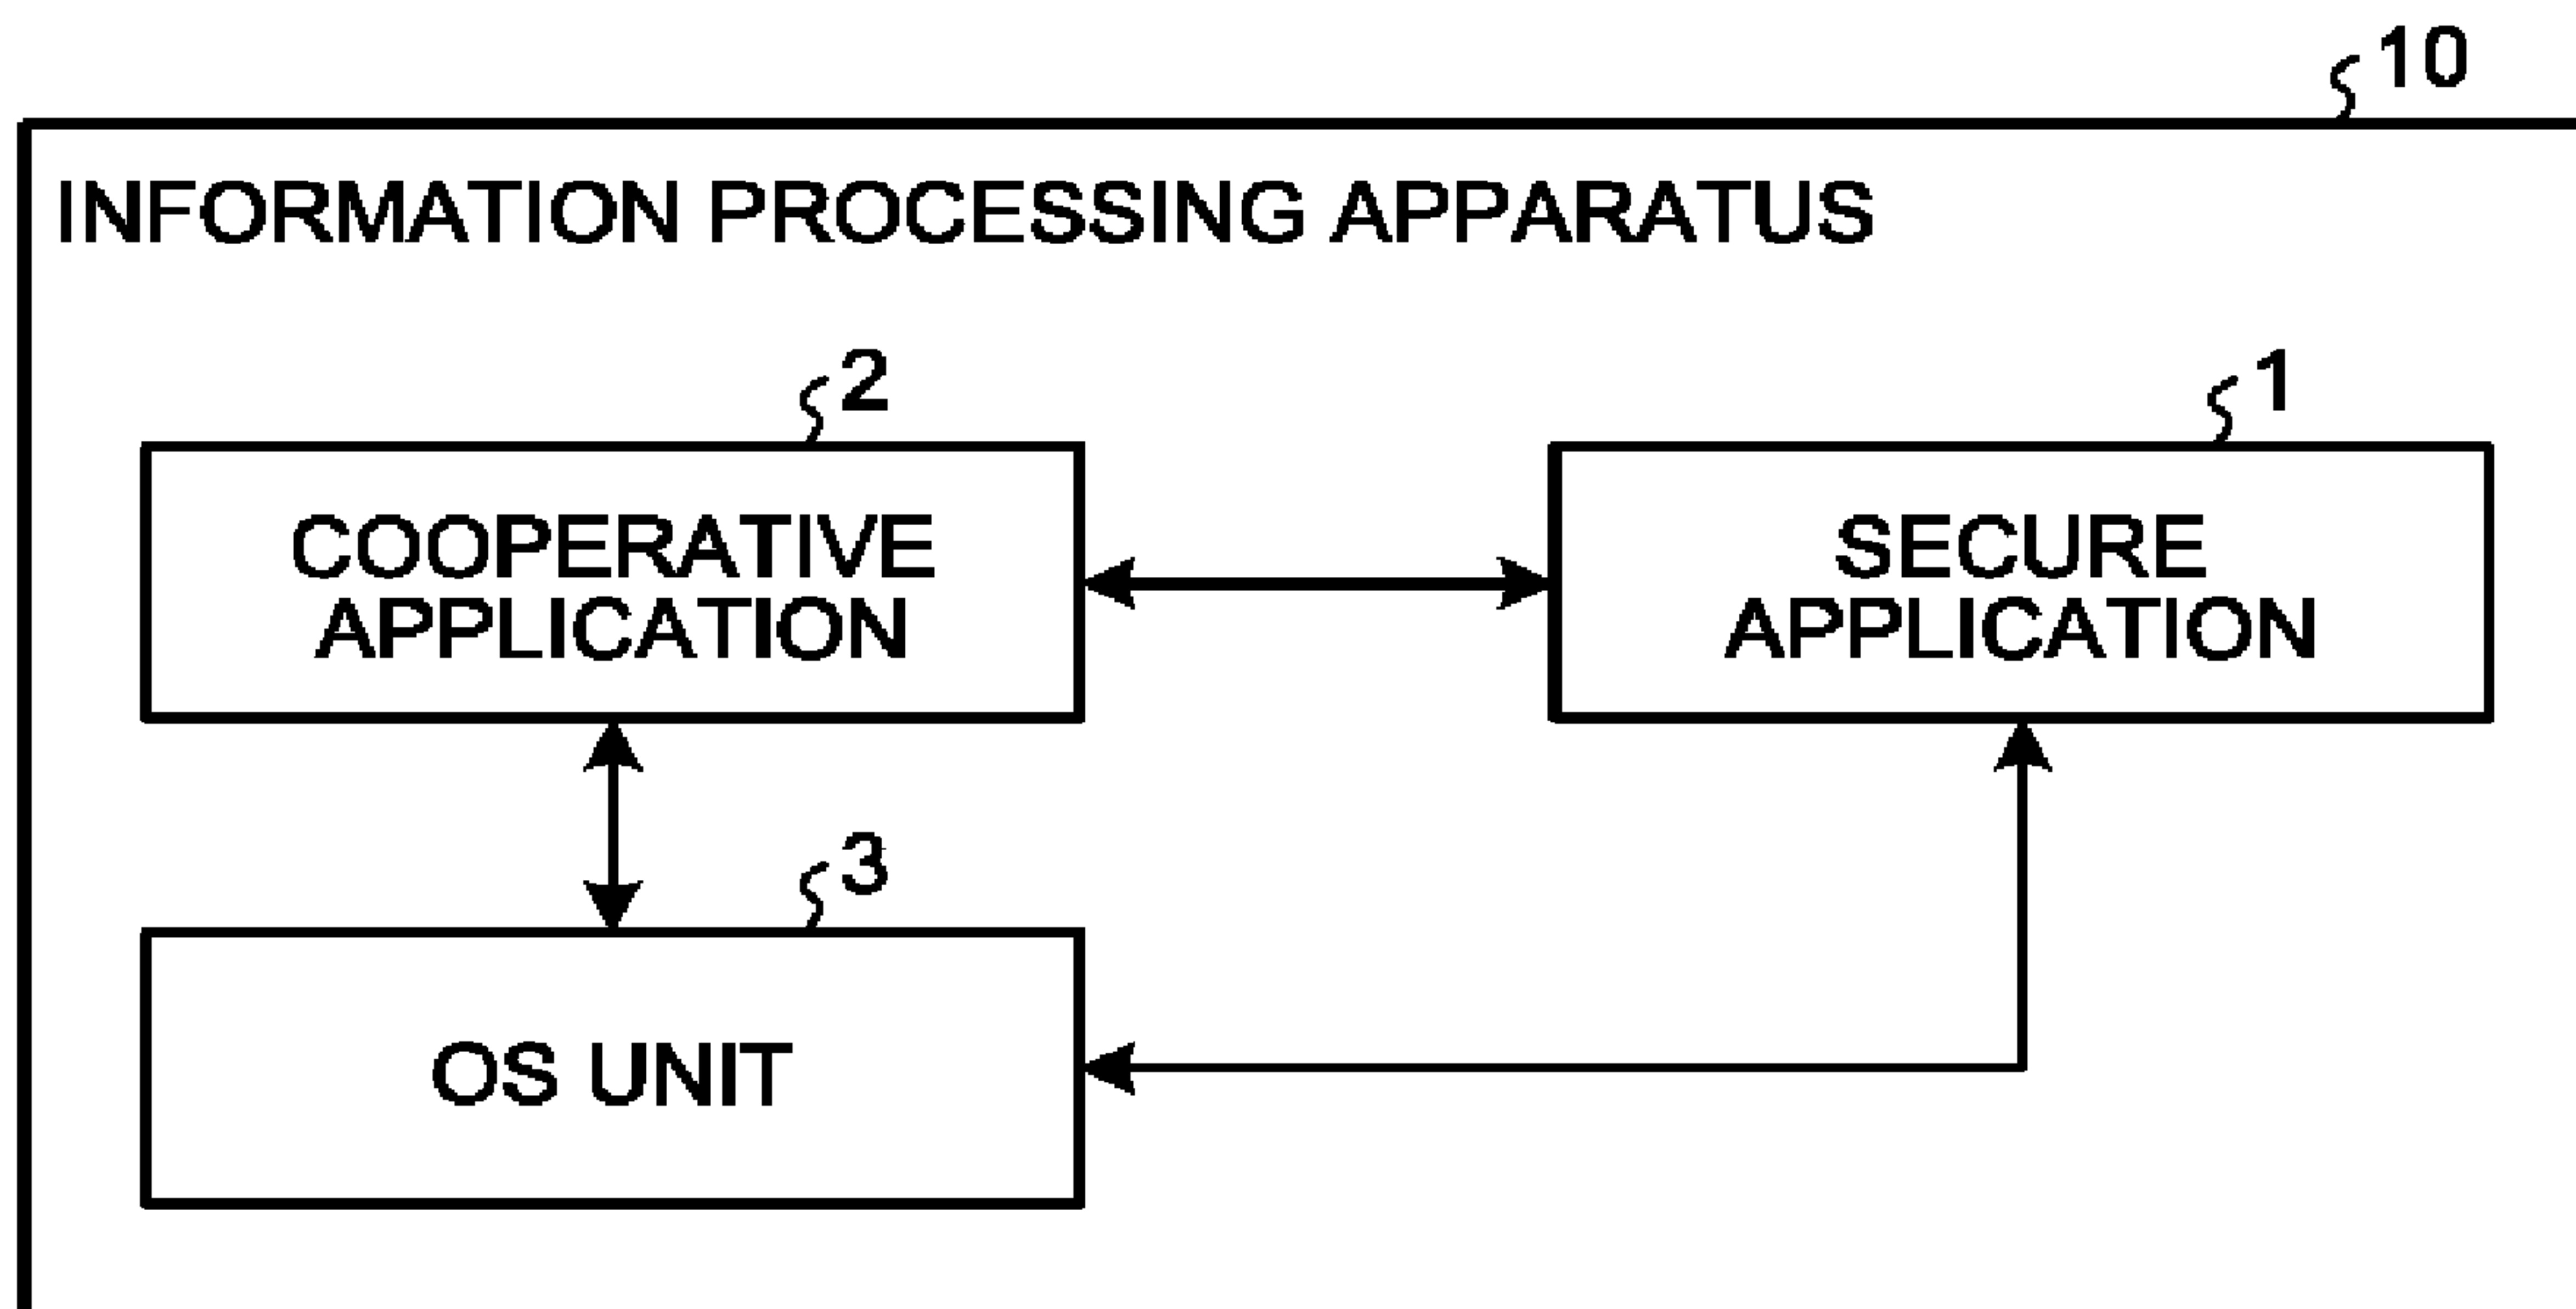 10
INFORMATION PROCESSING APPARATUS
2
1
COOPERATIVE
APPLICATION
SECURE
APPLICATION
3
OS UNIT